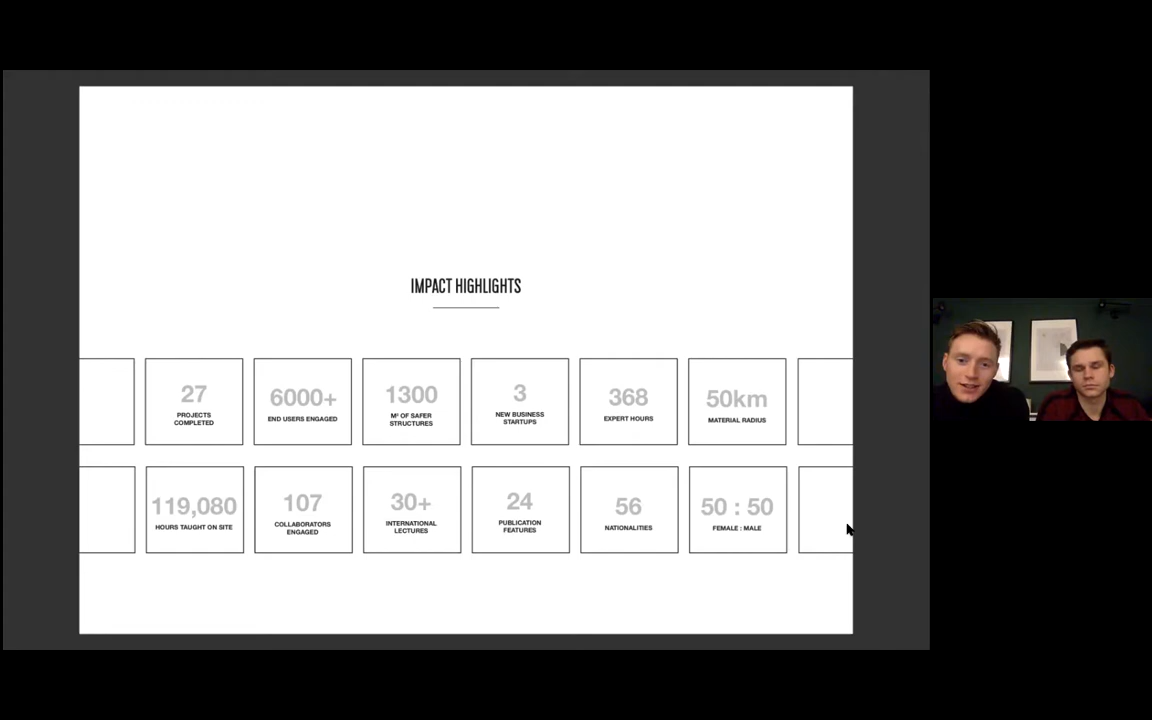 IMPACT HIGHLIGHTS
27
PROJECTS
COMPLETED
6000+
END USERS ENGAGED
1300
M² OF SAFER
STRUCTURES
3
NEW BUSINESS
STARTUPS
368
EXPERT HOURS
50km
MATERIAL RADIUS
119,080
HOURS TAUGHT ON SITE
107
COLLABORATORS
ENGAGED
30+
INTERNATIONAL
LECTURES
24
PUBLICATION
FEATURES
56
NATIONALITIES
50 : 50
FEMALE : MALE